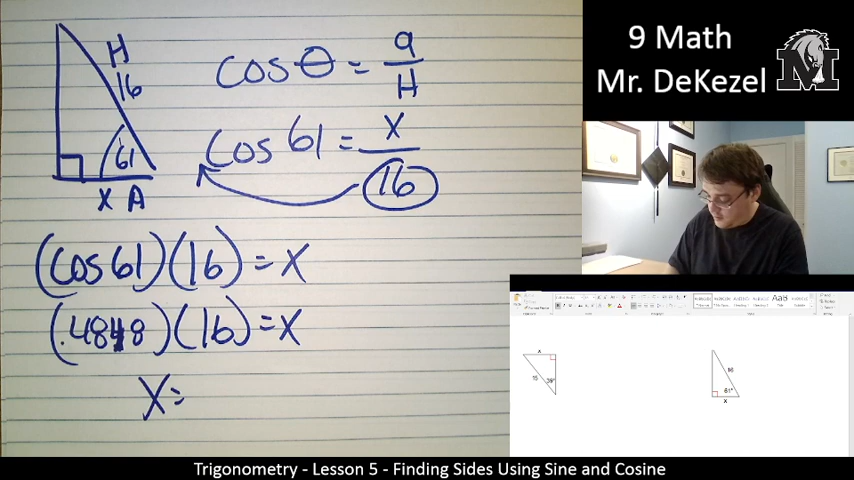 9 Math
Mr. DeKezel
M
H
16
61
X A
cos θ = a/H
cos 61 = X/16
(cos 61)(16) = X
(.4848)(16) = X
X =
x
15
35°
16
61°
x
Trigonometry - Lesson 5 - Finding Sides Using Sine and Cosine